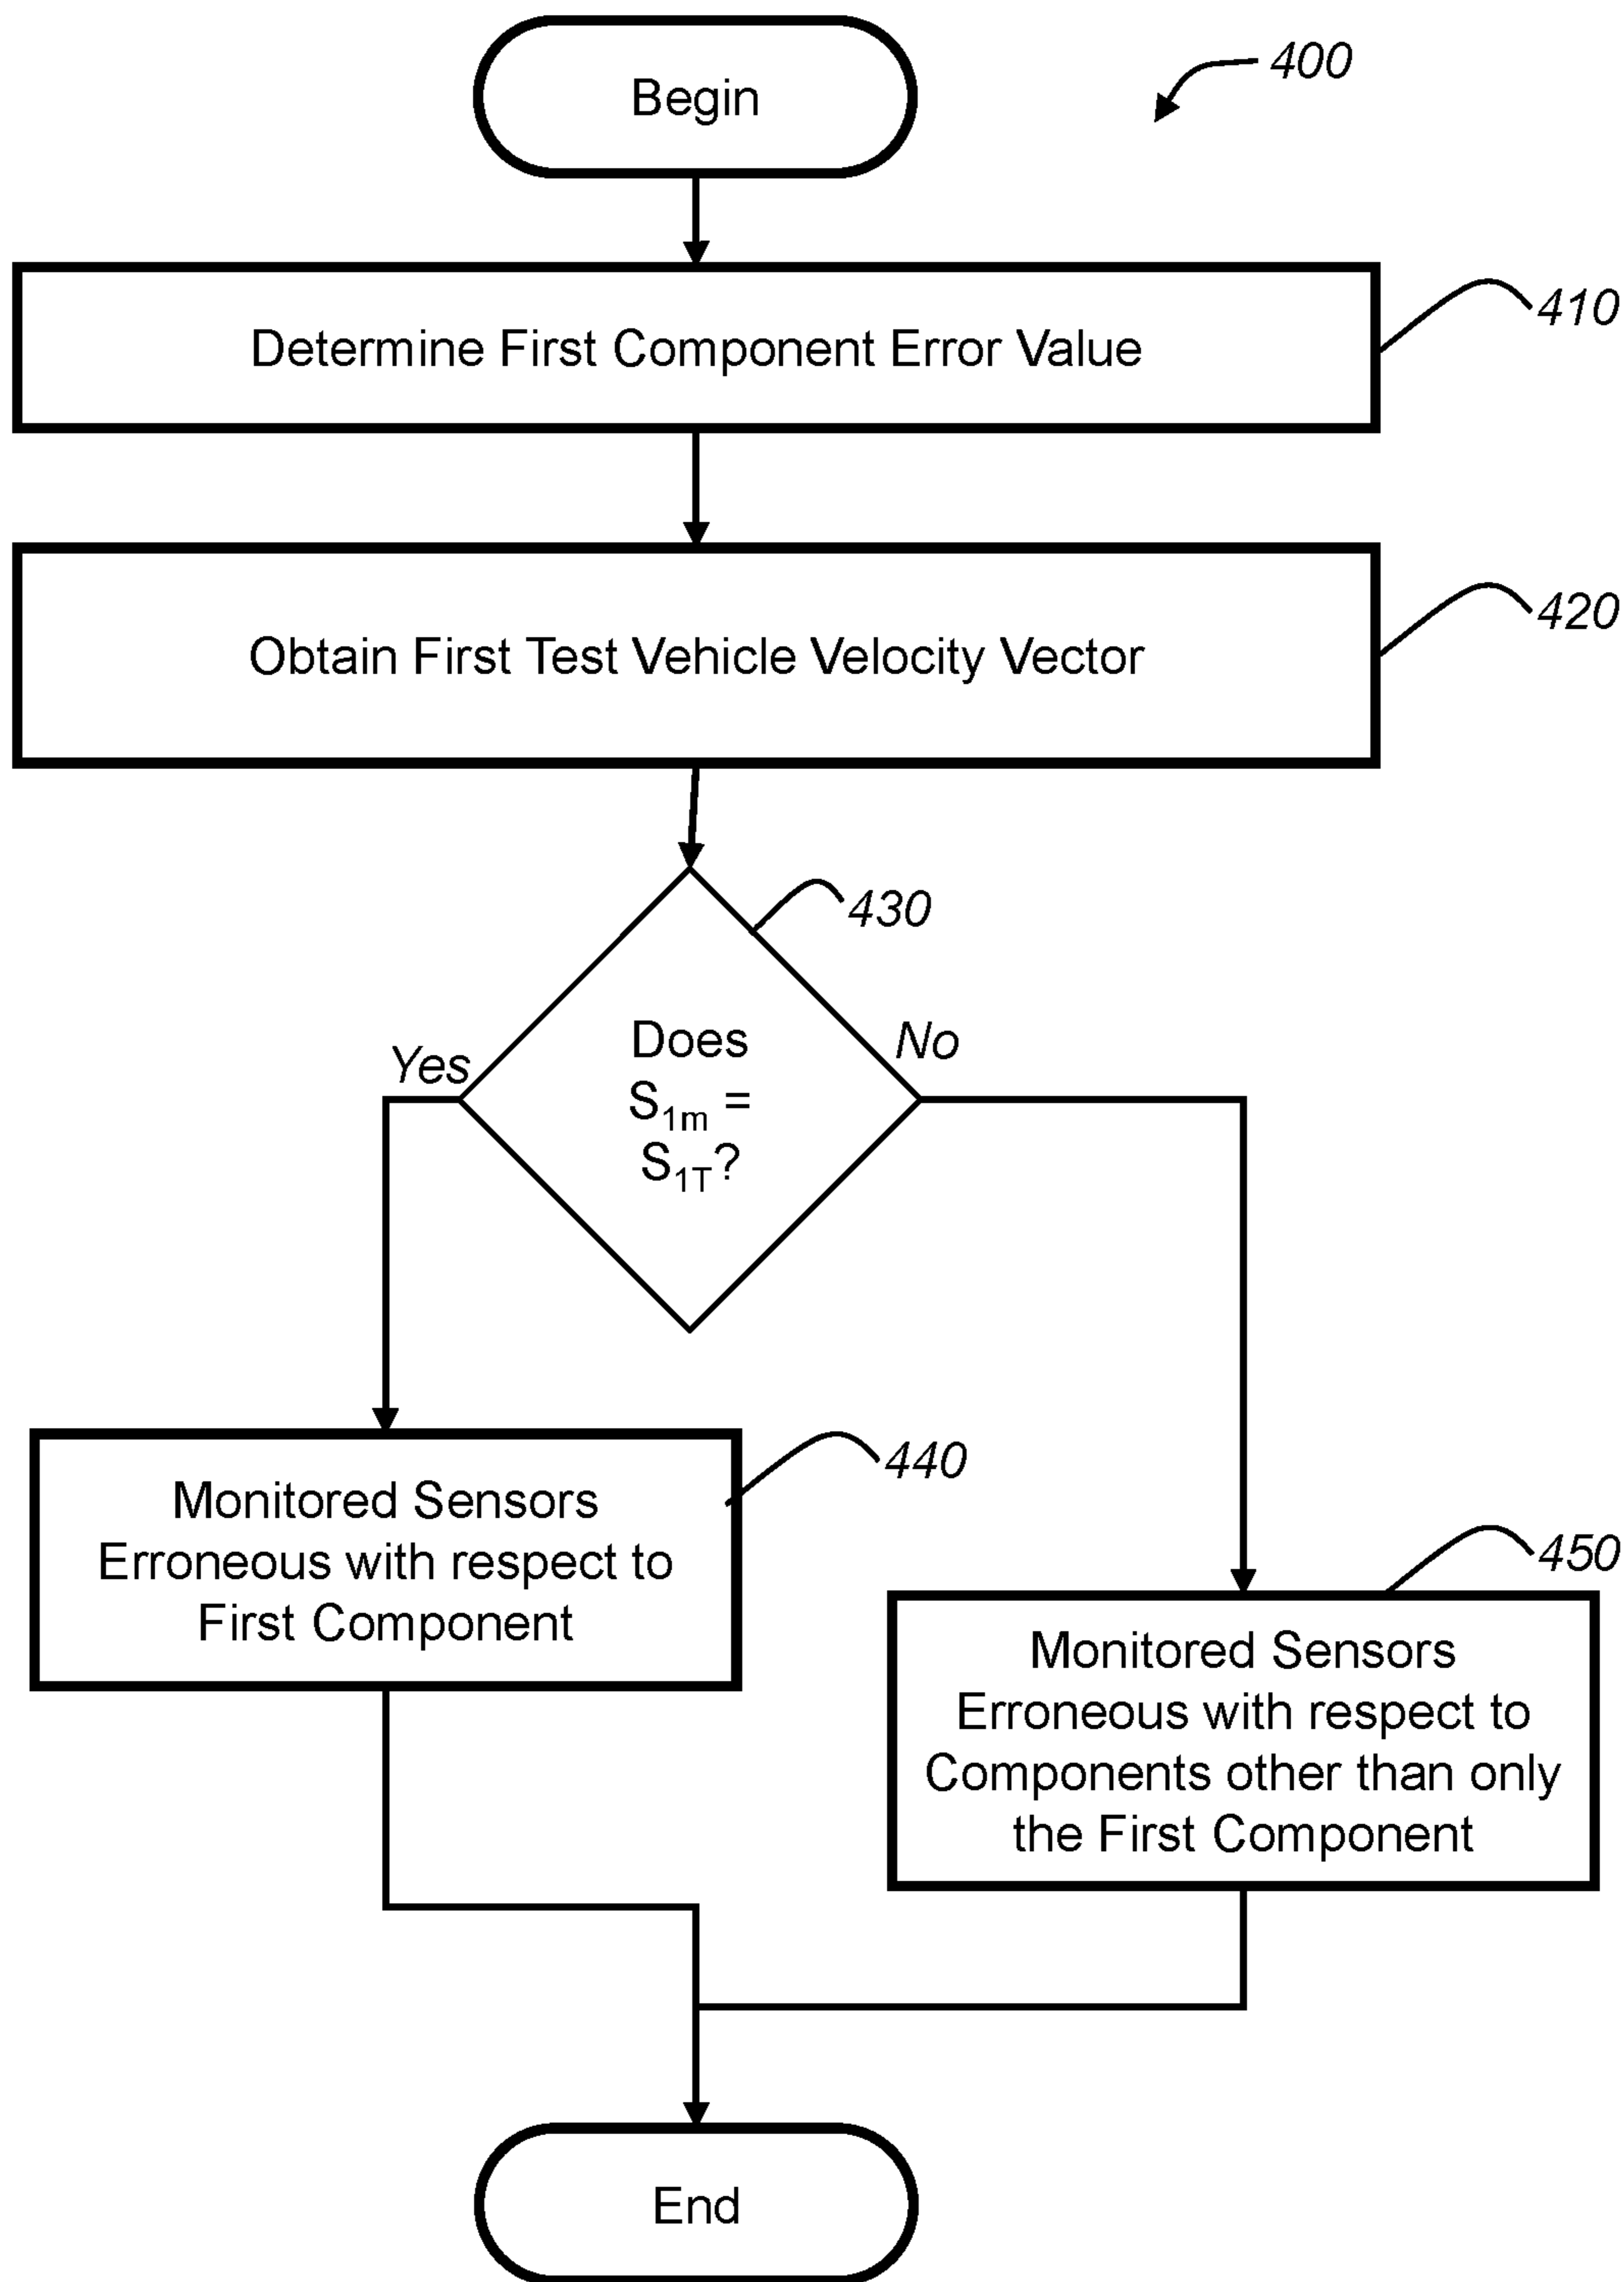 Begin
400
Determine First Component Error Value
410
Obtain First Test Vehicle Velocity Vector
420
430
Does
S1m =
S1T?
Yes
No
Monitored Sensors
Erroneous with respect to
First Component
440
Monitored Sensors
Erroneous with respect to
Components other than only
the First Component
450
End